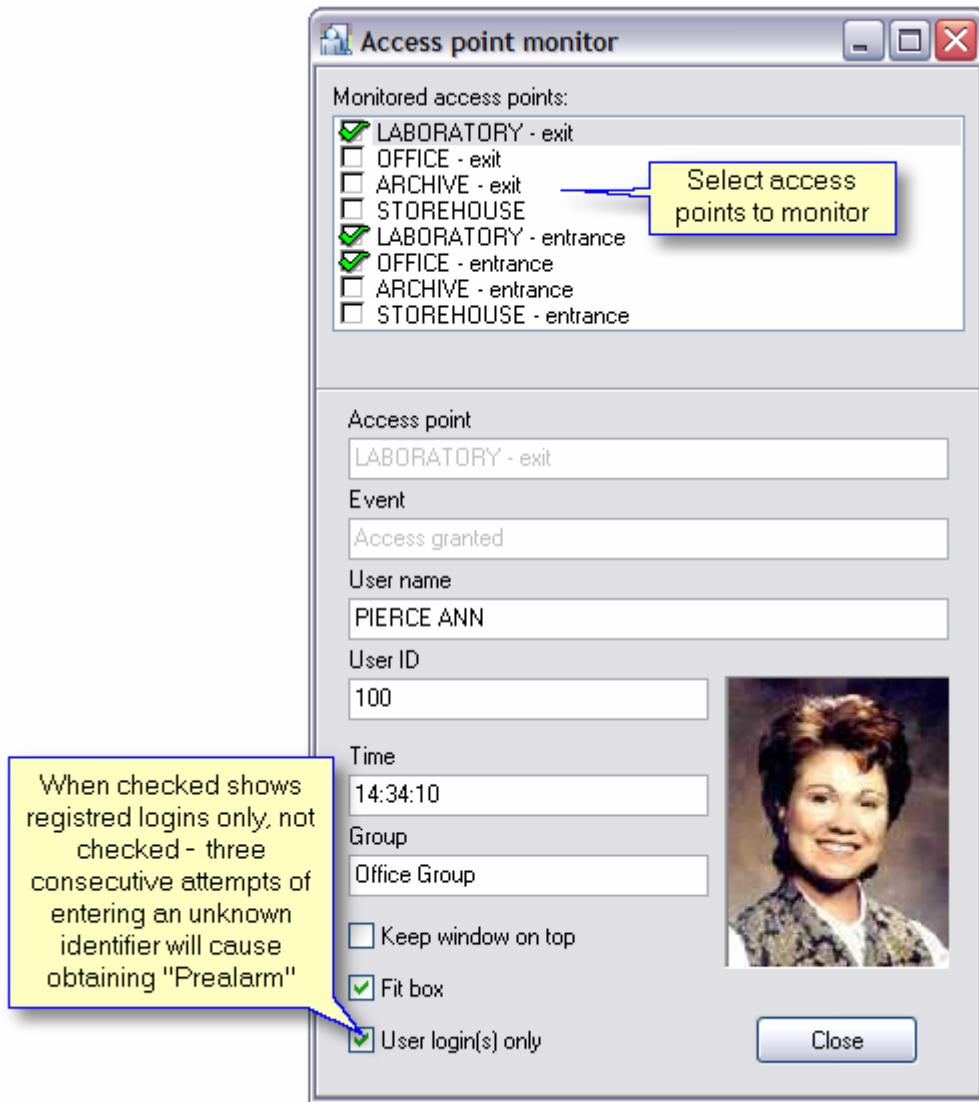 Access point monitor
Monitored access points:
LABORATORY - exit
OFFICE - exit
ARCHIVE - exit
STOREHOUSE
LABORATORY - entrance
OFFICE - entrance
ARCHIVE - entrance
STOREHOUSE - entrance
Select access
points to monitor
Access point
LABORATORY - exit
Event
Access granted
User name
PIERCE ANN
User ID
100
Time
14:34:10
Group
Office Group
When checked shows
registred logins only, not
checked - three
consecutive attempts of
entering an unknown
identifier will cause
obtaining "Prealarm"
Keep window on top
Fit box
User login(s) only
Close